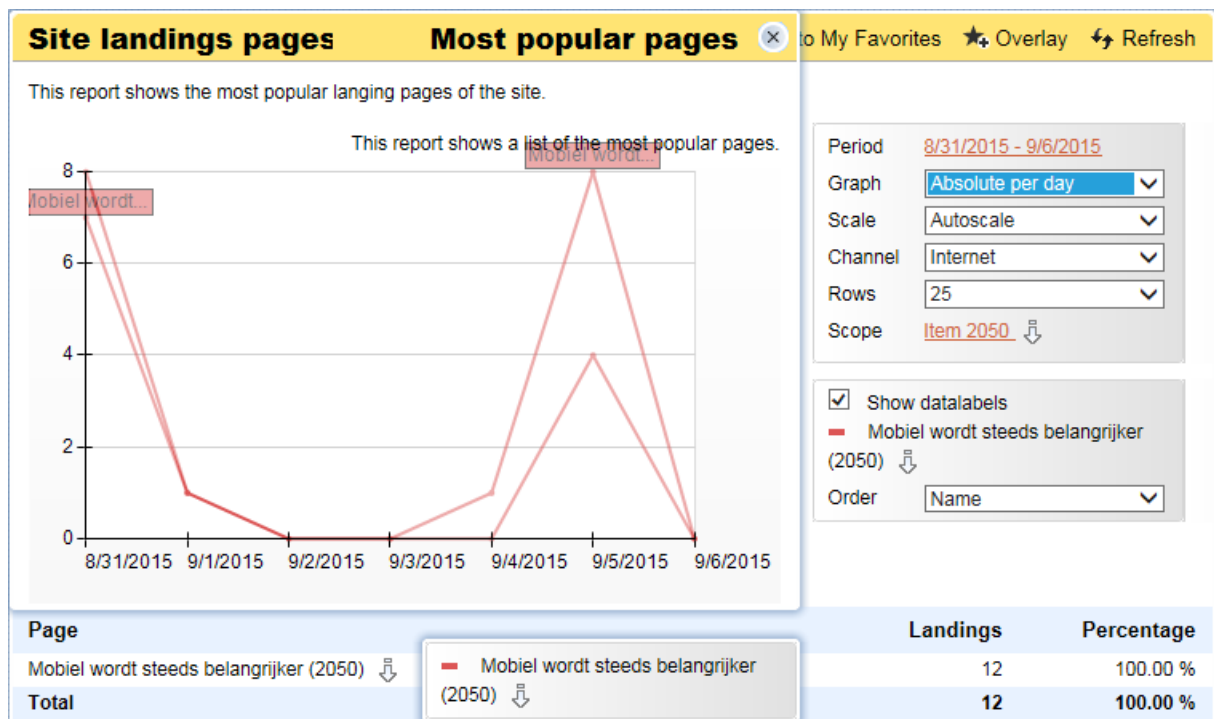 Site landings pages Most popular pages to My Favorites Overlay Refresh
This report shows the most popular langing pages of the site.
This report shows a list of the most popular pages.
Mobiel wordt...
Mobiel wordt...
8
6
4
2
0
8/31/2015 9/1/2015 9/2/2015 9/3/2015 9/4/2015 9/5/2015 9/6/2015
Period 8/31/2015 - 9/6/2015
Graph Absolute per day
Scale Autoscale
Channel Internet
Rows 25
Scope Item 2050
Show datalabels
Mobiel wordt steeds belangrijker
(2050)
Order Name
Page Landings Percentage
Mobiel wordt steeds belangrijker (2050) 12 100.00 %
Total 12 100.00 %
Mobiel wordt steeds belangrijker
(2050)